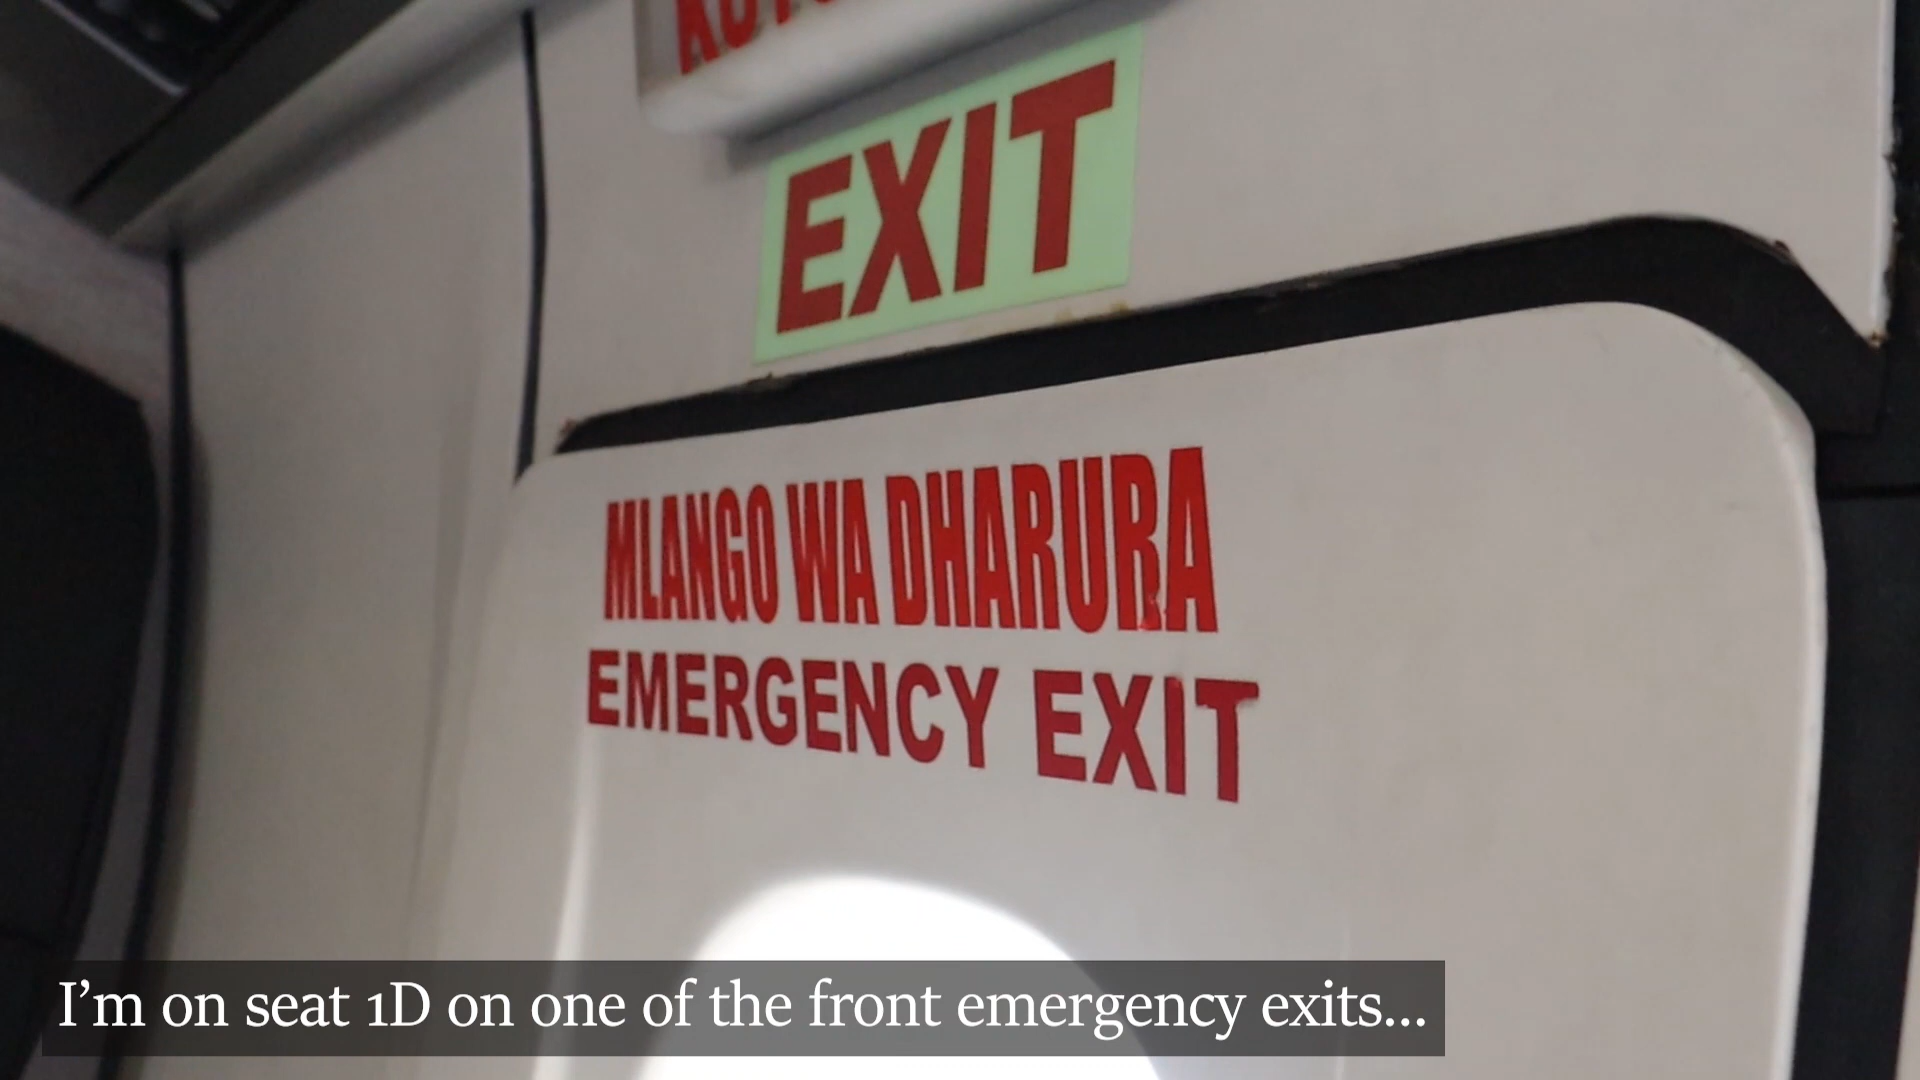 EXIT
MLANGO WA DHARURA
EMERGENCY EXIT
I'm on seat 1D on one of the front emergency exits...